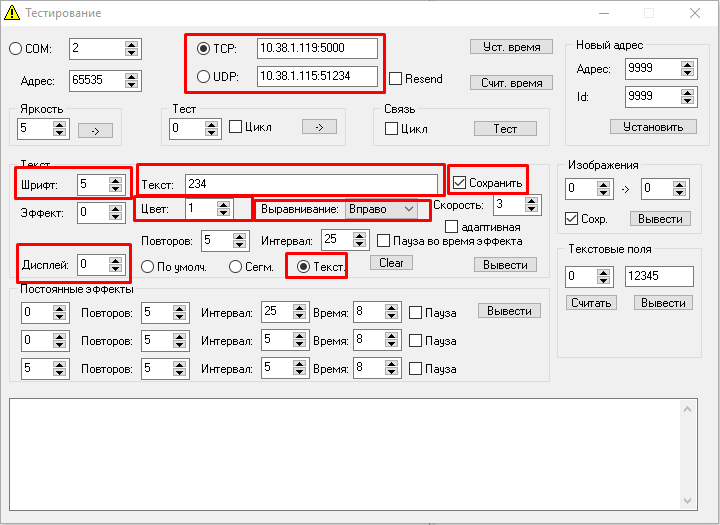 Тестирование
COM: 2 TCP: 10.38.1.119:5000 Уст. время Новый адрес
Адрес: 65535 UDP: 10.38.1.115:51234 Resend Счит. время Адрес: 9999
Id: 9999
Яркость Тест Связь
5 -> 0 Цикл -> Цикл Тест Установить
Текст
Шрифт: 5 Текст: 234 Сохранить Изображения
Эффект: 0 Цвет: 1 Выравнивание: Вправо Скорость: 3 0 -> 0
адаптивная Сохр. Вывести
Повторов: 5 Интервал: 25 Пауза во время эффекта
Дисплей: 0 По умолч. Сегм. Текст. Clear Вывести Текстовые поля
0 12345
Считать Вывести
Постоянные эффекты
0 Повторов: 5 Интервал: 25 Время: 8 Пауза Вывести
0 Повторов: 5 Интервал: 5 Время: 8 Пауза
5 Повторов: 5 Интервал: 5 Время: 8 Пауза